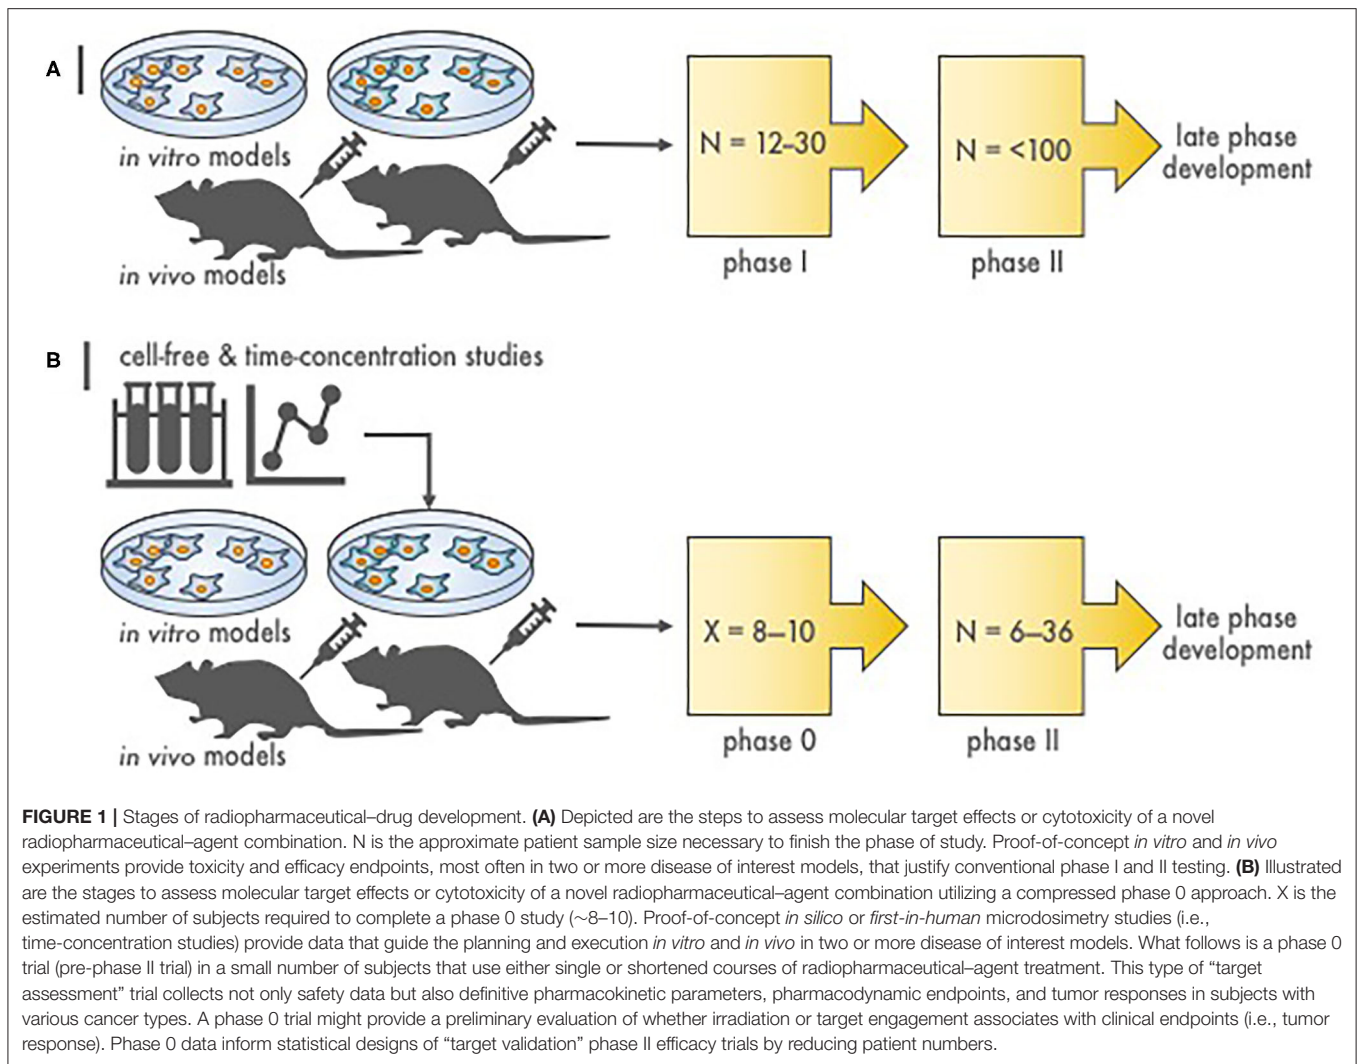 A
in vitro models
in vivo models
N = 12–30
phase I
N = <100
phase II
late phase
development
B
cell-free & time-concentration studies
in vitro models
in vivo models
X = 8–10
phase 0
N = 6–36
phase II
late phase
development
FIGURE 1 | Stages of radiopharmaceutical–drug development. (A) Depicted are the steps to assess molecular target effects or cytotoxicity of a novel
radiopharmaceutical–agent combination. N is the approximate patient sample size necessary to finish the phase of study. Proof-of-concept in vitro and in vivo
experiments provide toxicity and efficacy endpoints, most often in two or more disease of interest models, that justify conventional phase I and II testing. (B) Illustrated
are the stages to assess molecular target effects or cytotoxicity of a novel radiopharmaceutical–agent combination utilizing a compressed phase 0 approach. X is the
estimated number of subjects required to complete a phase 0 study (∼8–10). Proof-of-concept in silico or first-in-human microdosimetry studies (i.e.,
time-concentration studies) provide data that guide the planning and execution in vitro and in vivo in two or more disease of interest models. What follows is a phase 0
trial (pre-phase II trial) in a small number of subjects that use either single or shortened courses of radiopharmaceutical–agent treatment. This type of “target
assessment” trial collects not only safety data but also definitive pharmacokinetic parameters, pharmacodynamic endpoints, and tumor responses in subjects with
various cancer types. A phase 0 trial might provide a preliminary evaluation of whether irradiation or target engagement associates with clinical endpoints (i.e., tumor
response). Phase 0 data inform statistical designs of “target validation” phase II efficacy trials by reducing patient numbers.